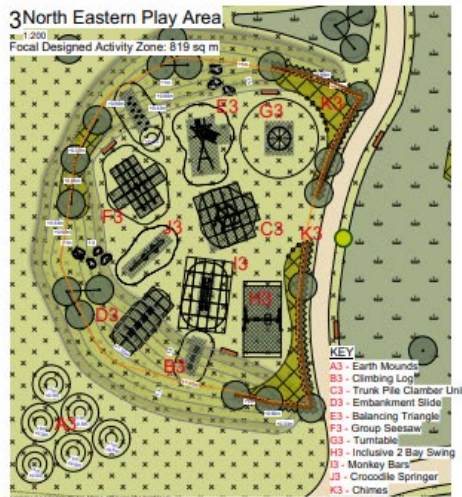 3 North Eastern Play Area
1:200
Focal Designed Activity Zone: 819 sq m
K3
E3
G3
F3
J3
C3
K3
I3
H3
D3
B3
A3
KEY
A3 - Earth Mounds
B3 - Climbing Log
C3 - Trunk Pile Clamber Uni
D3 - Embankment Slide
E3 - Balancing Triangle
F3 - Group Seesaw
G3 - Turntable
H3 - Inclusive 2 Bay Swing
I3 - Monkey Bars
J3 - Crocodile Springer
K3 - Chimes